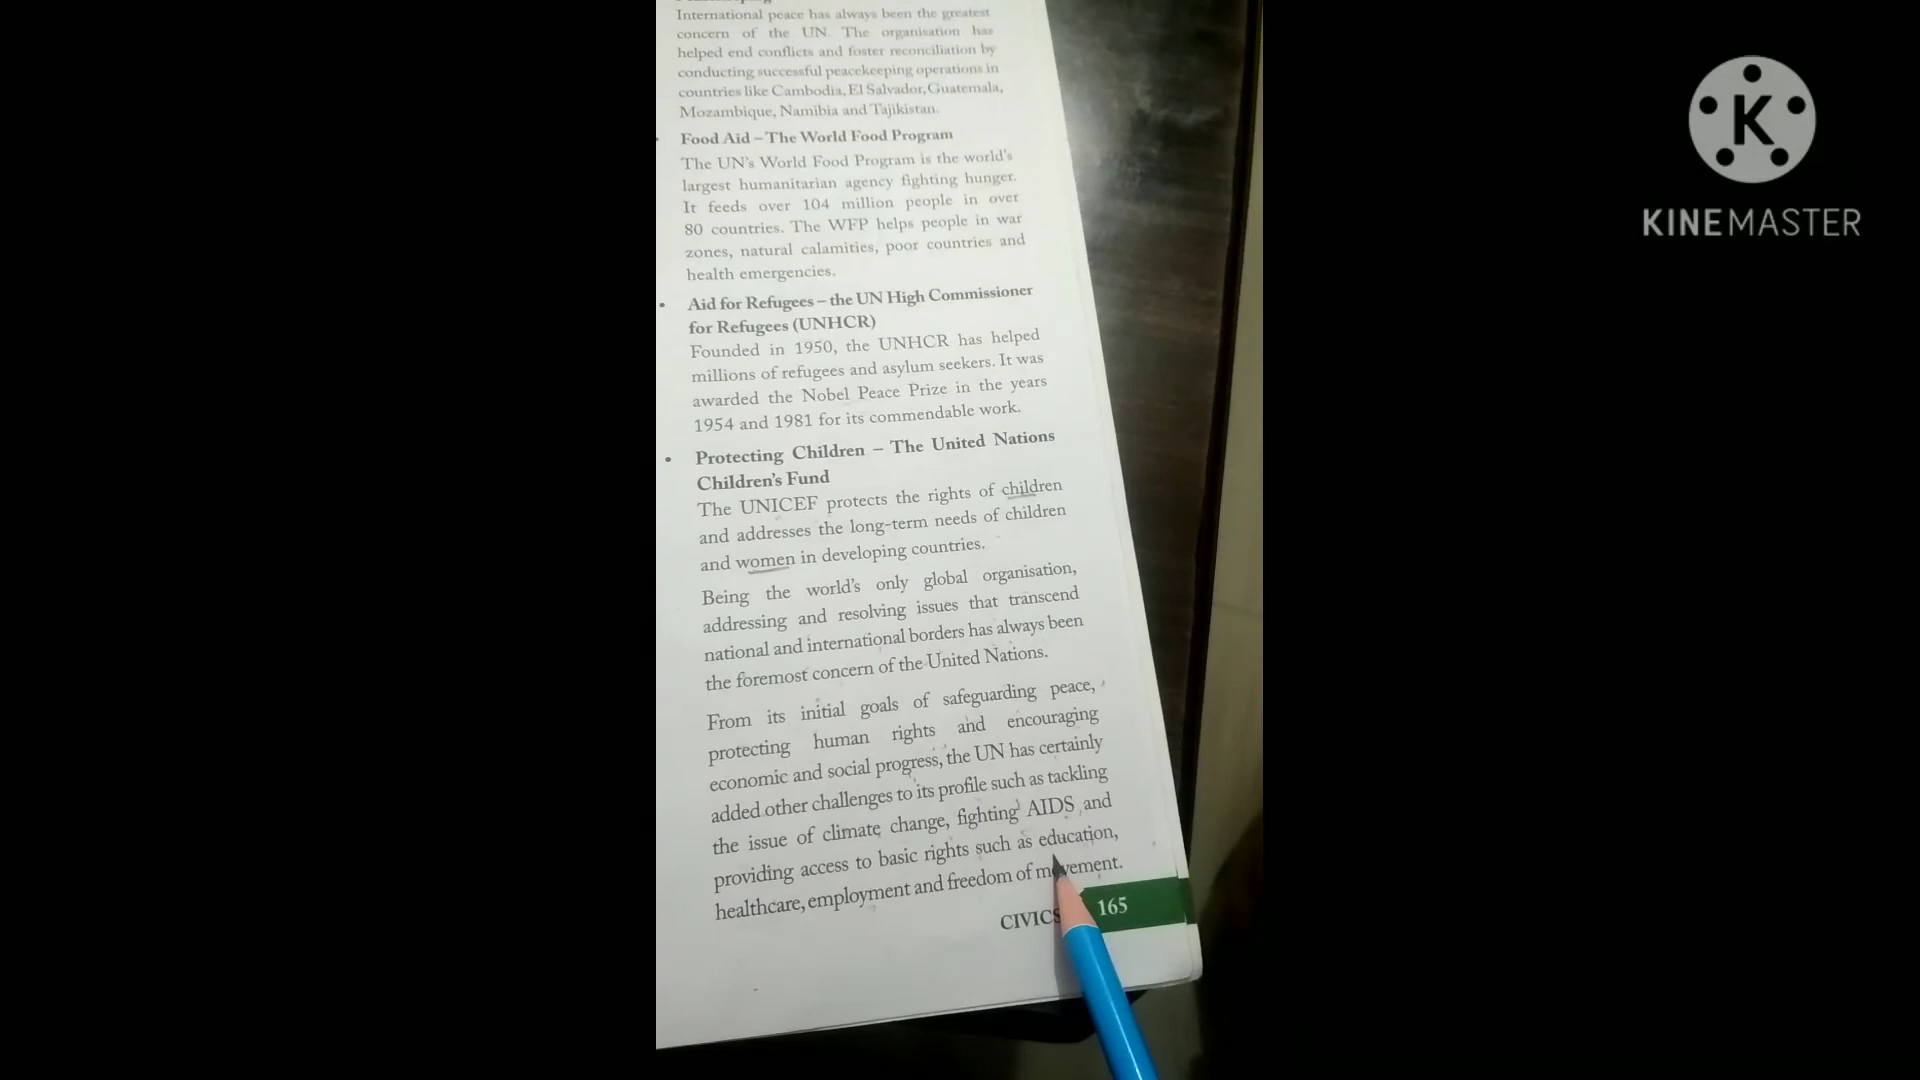 International peace has always been the greatest
concern of the UN. The organisation has
helped end conflicts and foster reconciliation by
conducting successful peacekeeping operations in
countries like Cambodia, El Salvador, Guatemala,
Mozambique, Namibia and Tajikistan.
• Food Aid – The World Food Program
The UN's World Food Program is the world's
largest humanitarian agency fighting hunger.
It feeds over 104 million people in over
80 countries. The WFP helps people in war
zones, natural calamities, poor countries and
health emergencies.
• Aid for Refugees – the UN High Commissioner
for Refugees (UNHCR)
Founded in 1950, the UNHCR has helped
millions of refugees and asylum seekers. It was
awarded the Nobel Peace Prize in the years
1954 and 1981 for its commendable work.
• Protecting Children – The United Nations
Children's Fund
The UNICEF protects the rights of children
and addresses the long-term needs of children
and women in developing countries.
Being the world's only global organisation,
addressing and resolving issues that transcend
national and international borders has always been
the foremost concern of the United Nations.
From its initial goals of safeguarding peace,
protecting human rights and encouraging
economic and social progress, the UN has certainly
added other challenges to its profile such as tackling
the issue of climate change, fighting AIDS and
providing access to basic rights such as education,
healthcare, employment and freedom of movement.
CIVICS 165
K
KINEMASTER